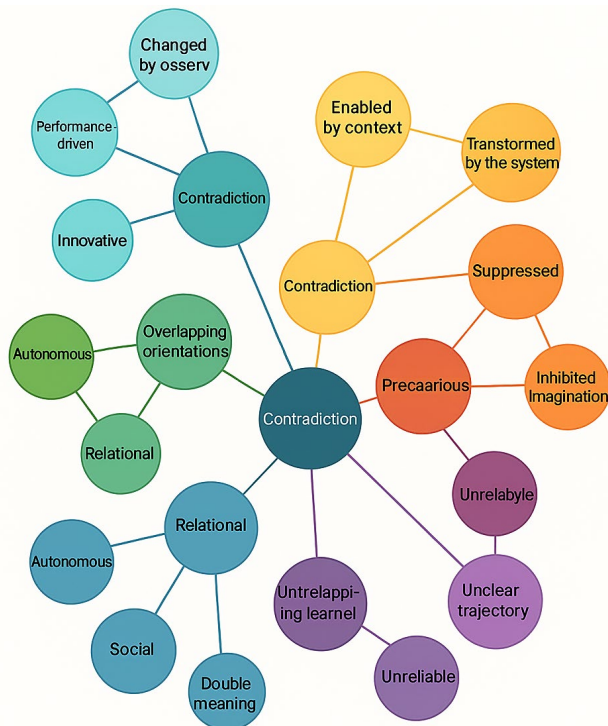 Changed
by osserv
Enabled
by context
Performance-
driven
Transtormed
by the system
Contradiction
Innovative
Suppressed
Contradiction
Overlapping
orientations
Autonomous
Precaarious
Inhibited
Imagination
Contradiction
Relational
Unrelabyle
Relational
Autonomous
Untrelappi-
ing learnel
Unclear
trajectory
Social
Unreliable
Double
meaning